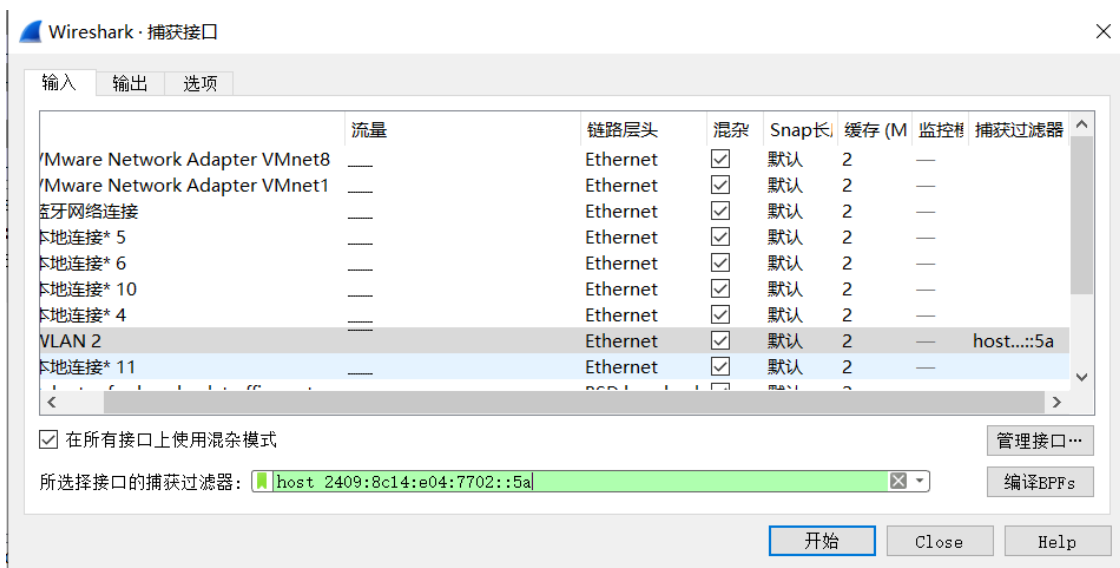 Wireshark · 捕获接口
输入 输出 选项
流量 链路层头 混杂 Snap长 缓存 (M 监控 捕获过滤器
Mware Network Adapter VMnet8 Ethernet 默认 2 —
Mware Network Adapter VMnet1 Ethernet 默认 2 —
蓝牙网络连接 Ethernet 默认 2 —
本地连接* 5 Ethernet 默认 2 —
本地连接* 6 Ethernet 默认 2 —
本地连接* 10 Ethernet 默认 2 —
本地连接* 4 Ethernet 默认 2 —
WLAN 2 Ethernet 默认 2 — host...::5a
本地连接* 11 Ethernet 默认 2 —
在所有接口上使用混杂模式 管理接口…
所选择接口的捕获过滤器: host 2409:8c14:e04:7702::5a 编译BPFs
开始 Close Help